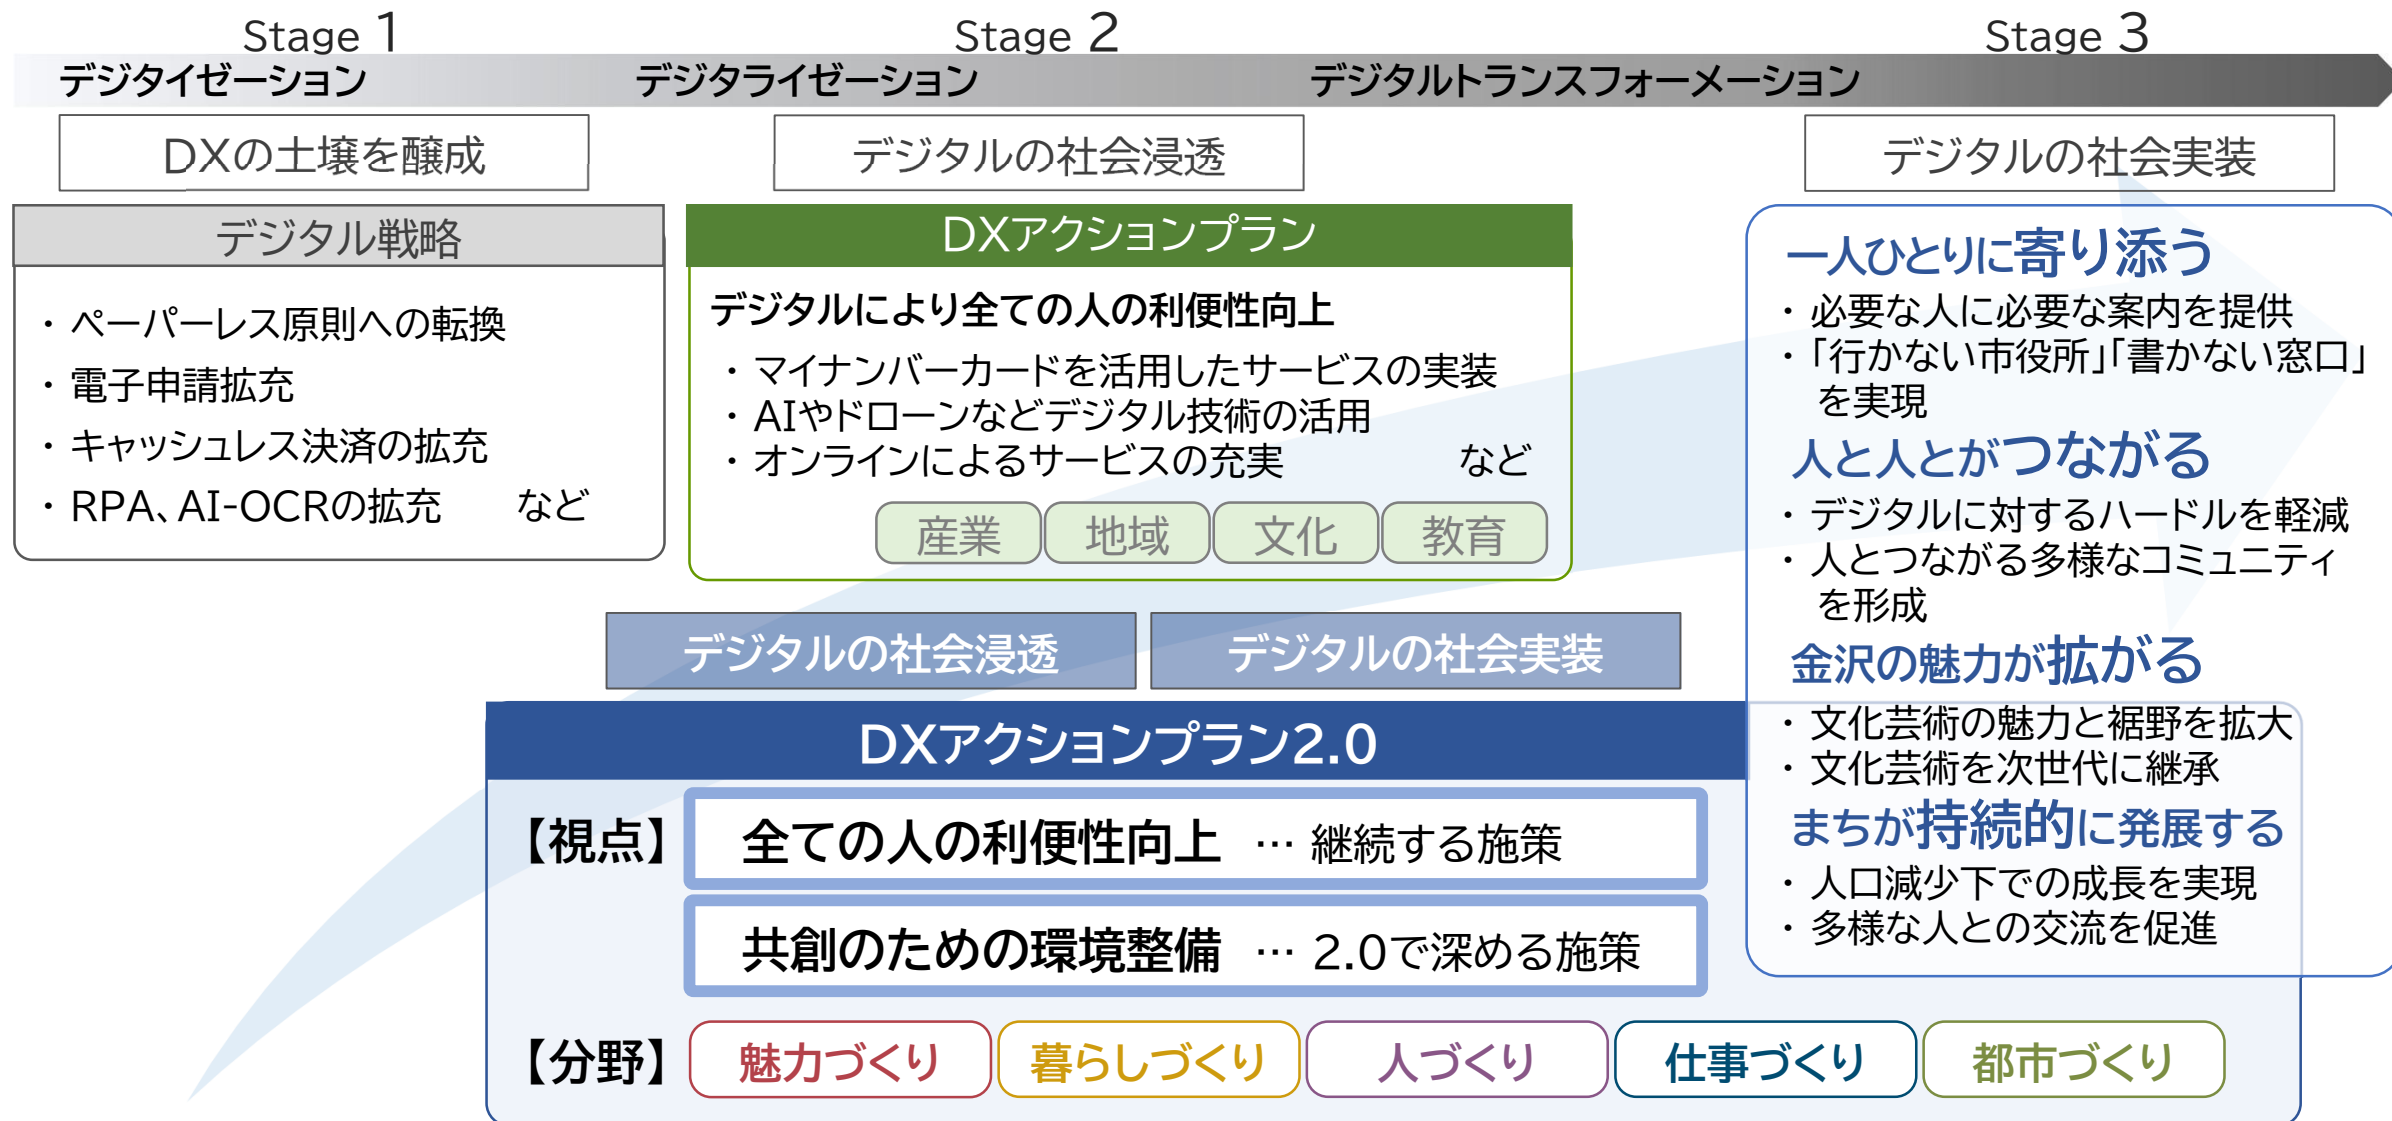 Stage 1
Stage 2
Stage 3
デジタイゼーション
デジタライゼーション
デジタルトランスフォーメーション
DXの土壌を醸成
デジタルの社会浸透
デジタルの社会実装
デジタル戦略
・ペーパーレス原則への転換
・電子申請拡充
・キャッシュレス決済の拡充
・RPA、AI-OCRの拡充　など
DXアクションプラン
デジタルにより全ての人の利便性向上
・マイナンバーカードを活用したサービスの実装
・AIやドローンなどデジタル技術の活用
・オンラインによるサービスの充実　など
産業
地域
文化
教育
一人ひとりに寄り添う
・必要な人に必要な案内を提供
・「行かない市役所」「書かない窓口」
を実現
人と人とがつながる
・デジタルに対するハードルを軽減
・人とつながる多様なコミュニティ
を形成
金沢の魅力が拡がる
・文化芸術の魅力と裾野を拡大
・文化芸術を次世代に継承
まちが持続的に発展する
・人口減少下での成長を実現
・多様な人との交流を促進
デジタルの社会浸透
デジタルの社会実装
DXアクションプラン2.0
【視点】
全ての人の利便性向上 … 継続する施策
共創のための環境整備 … 2.0で深める施策
【分野】
魅力づくり
暮らしづくり
人づくり
仕事づくり
都市づくり